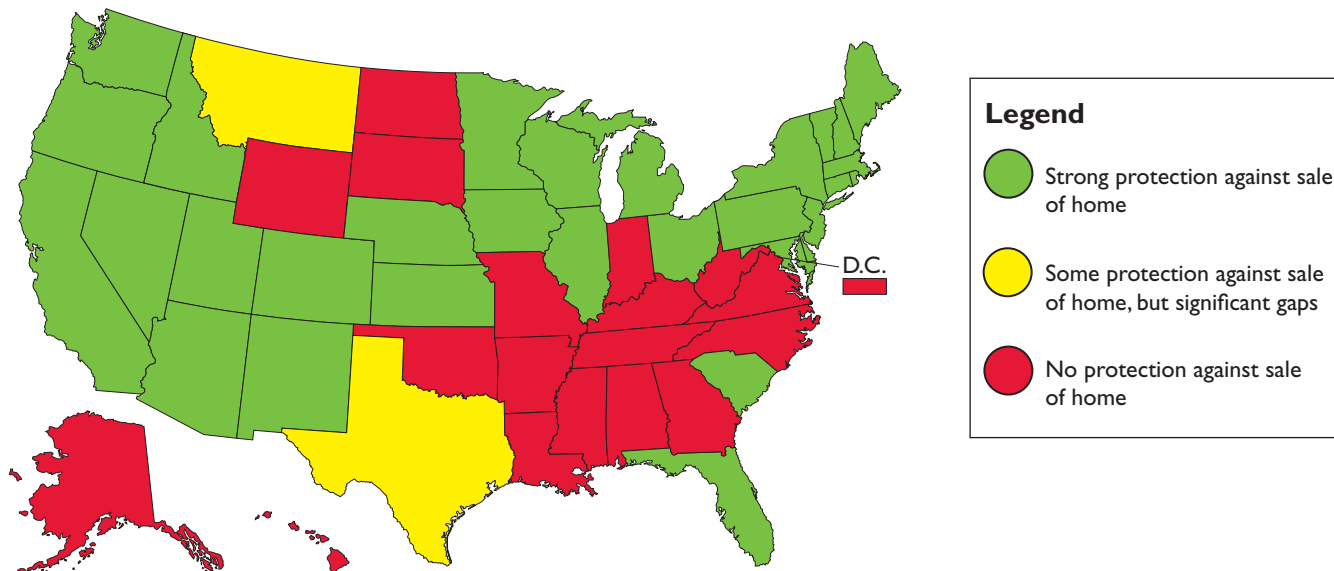 D.C.
Legend
Strong protection against sale
of home
Some protection against sale
of home, but significant gaps
No protection against sale
of home